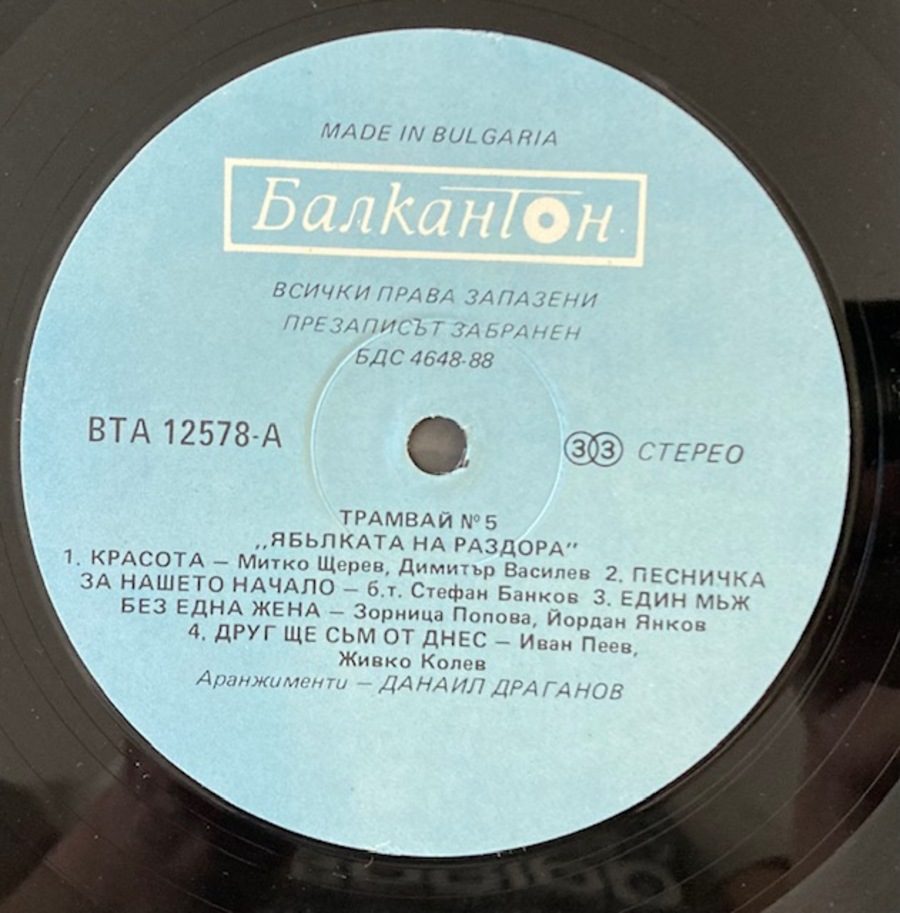 MADE IN BULGARIA
Балкантон
ВСИЧКИ ПРАВА ЗАПАЗЕНИ
ПРЕЗАПИСЪТ ЗАБРАНЕН
БДС 4648-88
ВТА 12578-А
33 СТЕРЕО
ТРАМВАЙ № 5
„ЯБЪЛКАТА НА РАЗДОРА”
1. КРАСОТА – Митко Щерев, Димитър Василев 2. ПЕСНИЧКА
ЗА НАШЕТО НАЧАЛО – б.т. Стефан Банков 3. ЕДИН МЪЖ
БЕЗ ЕДНА ЖЕНА – Зорница Попова, Йордан Янков
4. ДРУГ ЩЕ СЪМ ОТ ДНЕС – Иван Пеев,
Живко Колев
Аранжименти – ДАНАИЛ ДРАГАНОВ